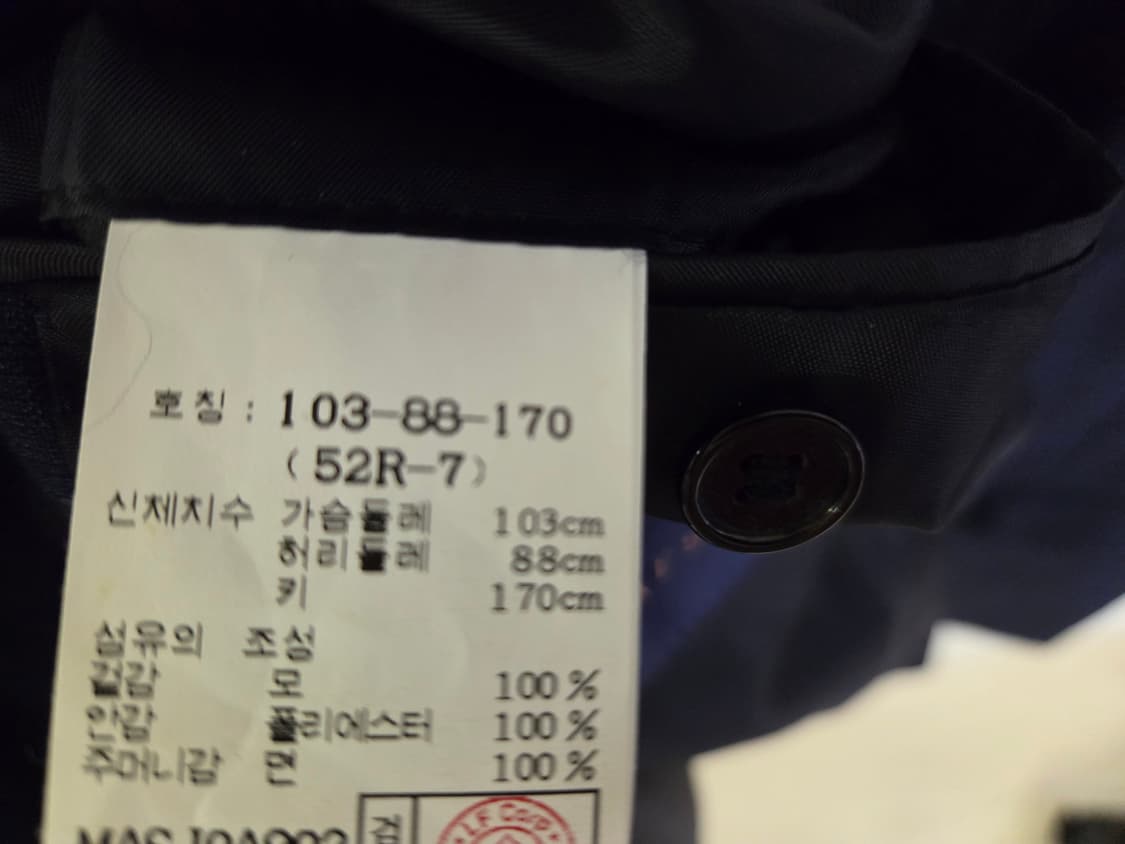 호칭 : 103-88-170
(52R-7)
신체치수 가슴둘레 103cm
허리둘레 88cm
키 170cm
섬유의 조성
겉감 모 100%
안감 폴리에스터 100%
주머니감 면 100%
LF Corp